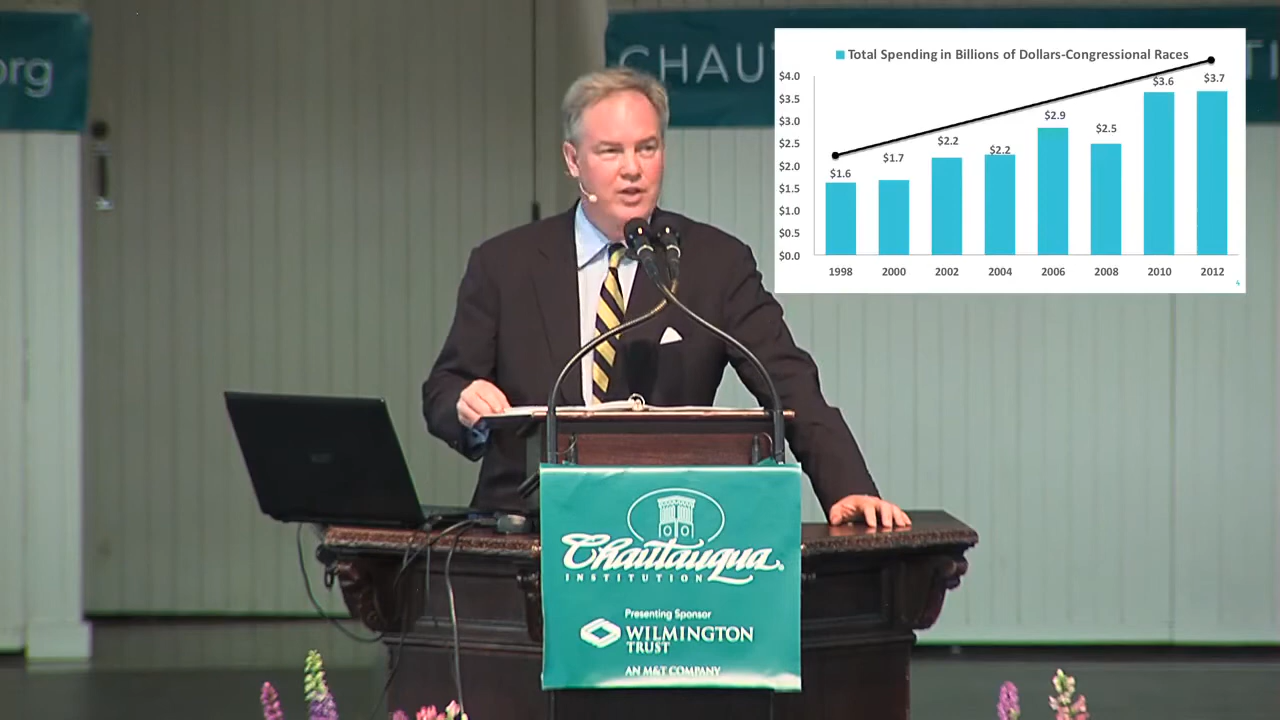 org
CHAU
TI
Total Spending in Billions of Dollars-Congressional Races
$4.0
$3.5
$3.0
$2.5
$2.0
$1.5
$1.0
$0.5
$0.0
$1.6
$1.7
$2.2
$2.2
$2.9
$2.5
$3.6
$3.7
1998 2000 2002 2004 2006 2008 2010 2012
4
Chautauqua
INSTITUTION
Presenting Sponsor
WILMINGTON
TRUST
AN M&T COMPANY